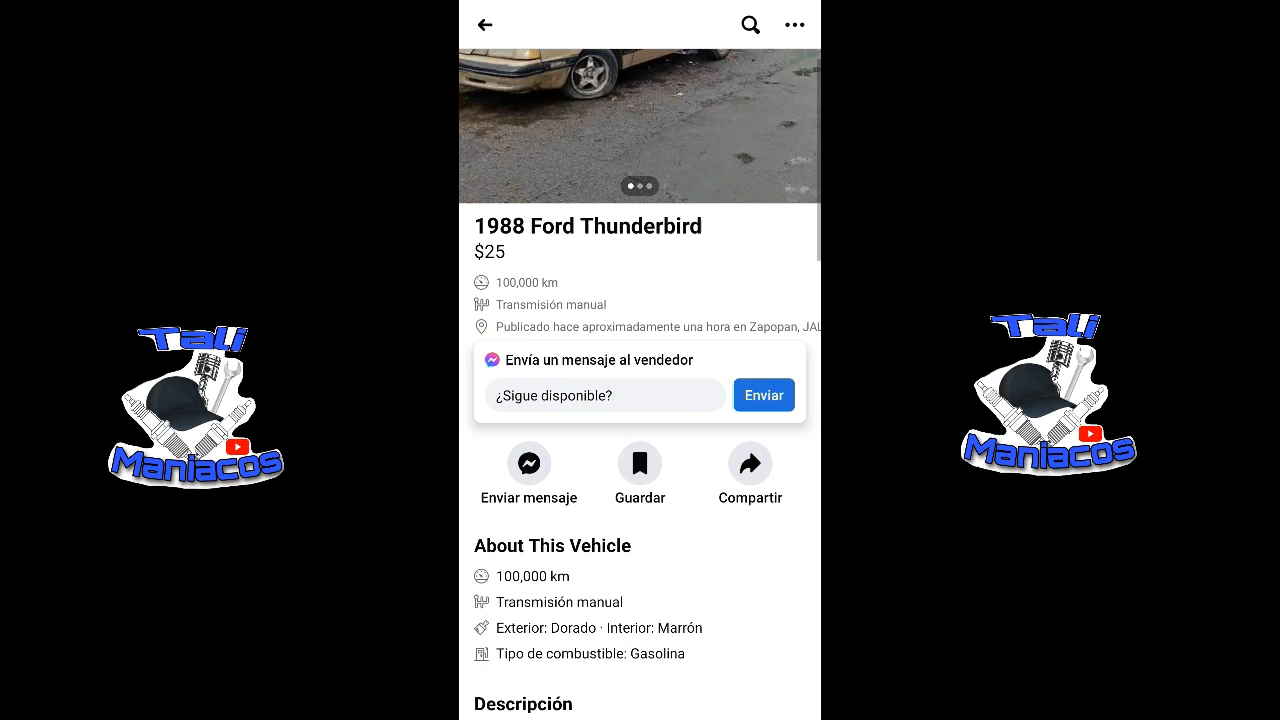 1988 Ford Thunderbird
$25
100,000 km
Transmisión manual
Publicado hace aproximadamente una hora en Zapopan, JAL
Envía un mensaje al vendedor
¿Sigue disponible?
Enviar
Enviar mensaje
Guardar
Compartir
About This Vehicle
100,000 km
Transmisión manual
Exterior: Dorado · Interior: Marrón
Tipo de combustible: Gasolina
Descripción
Tali
Maniacos
Tali
Maniacos